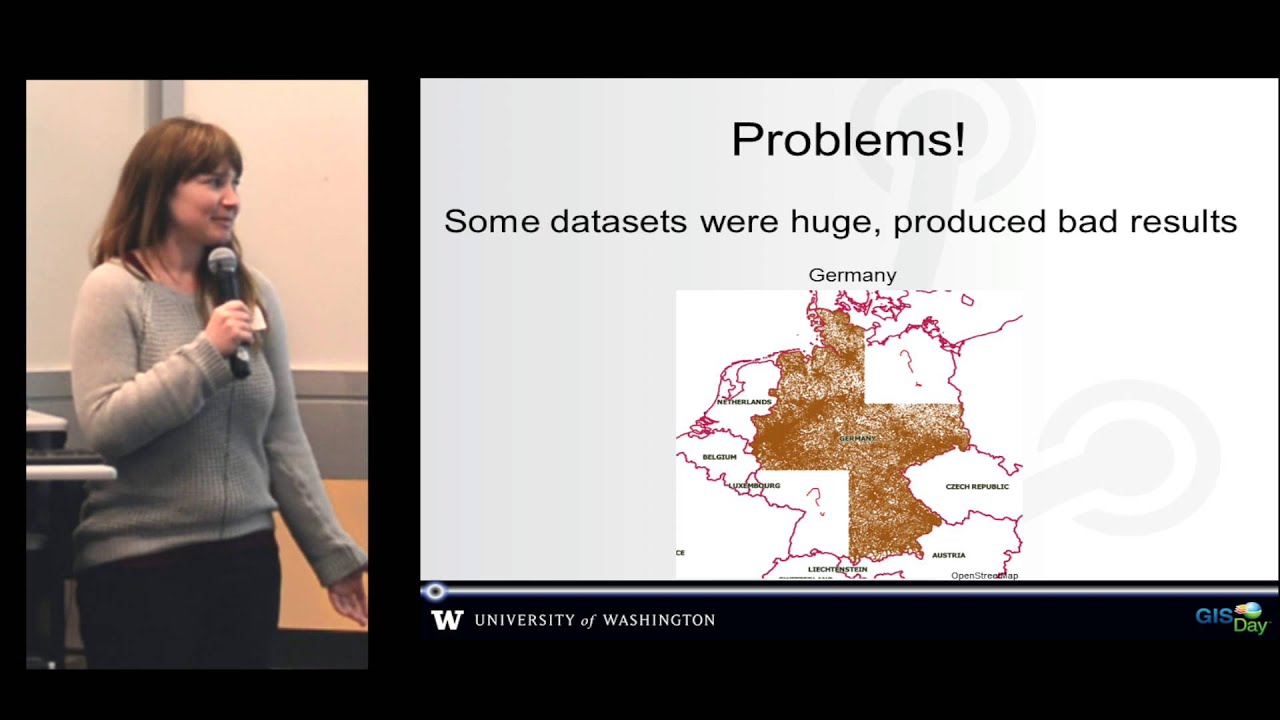 Problems!
Some datasets were huge, produced bad results
Germany
NETHERLANDS
GERMANY
BELGIUM
LUXEMBOURG
CZECH REPUBLIC
CE
AUSTRIA
LIECHTENSTEIN
SWITZERLAND
OpenStreetMap
W UNIVERSITY of WASHINGTON
GIS
Day